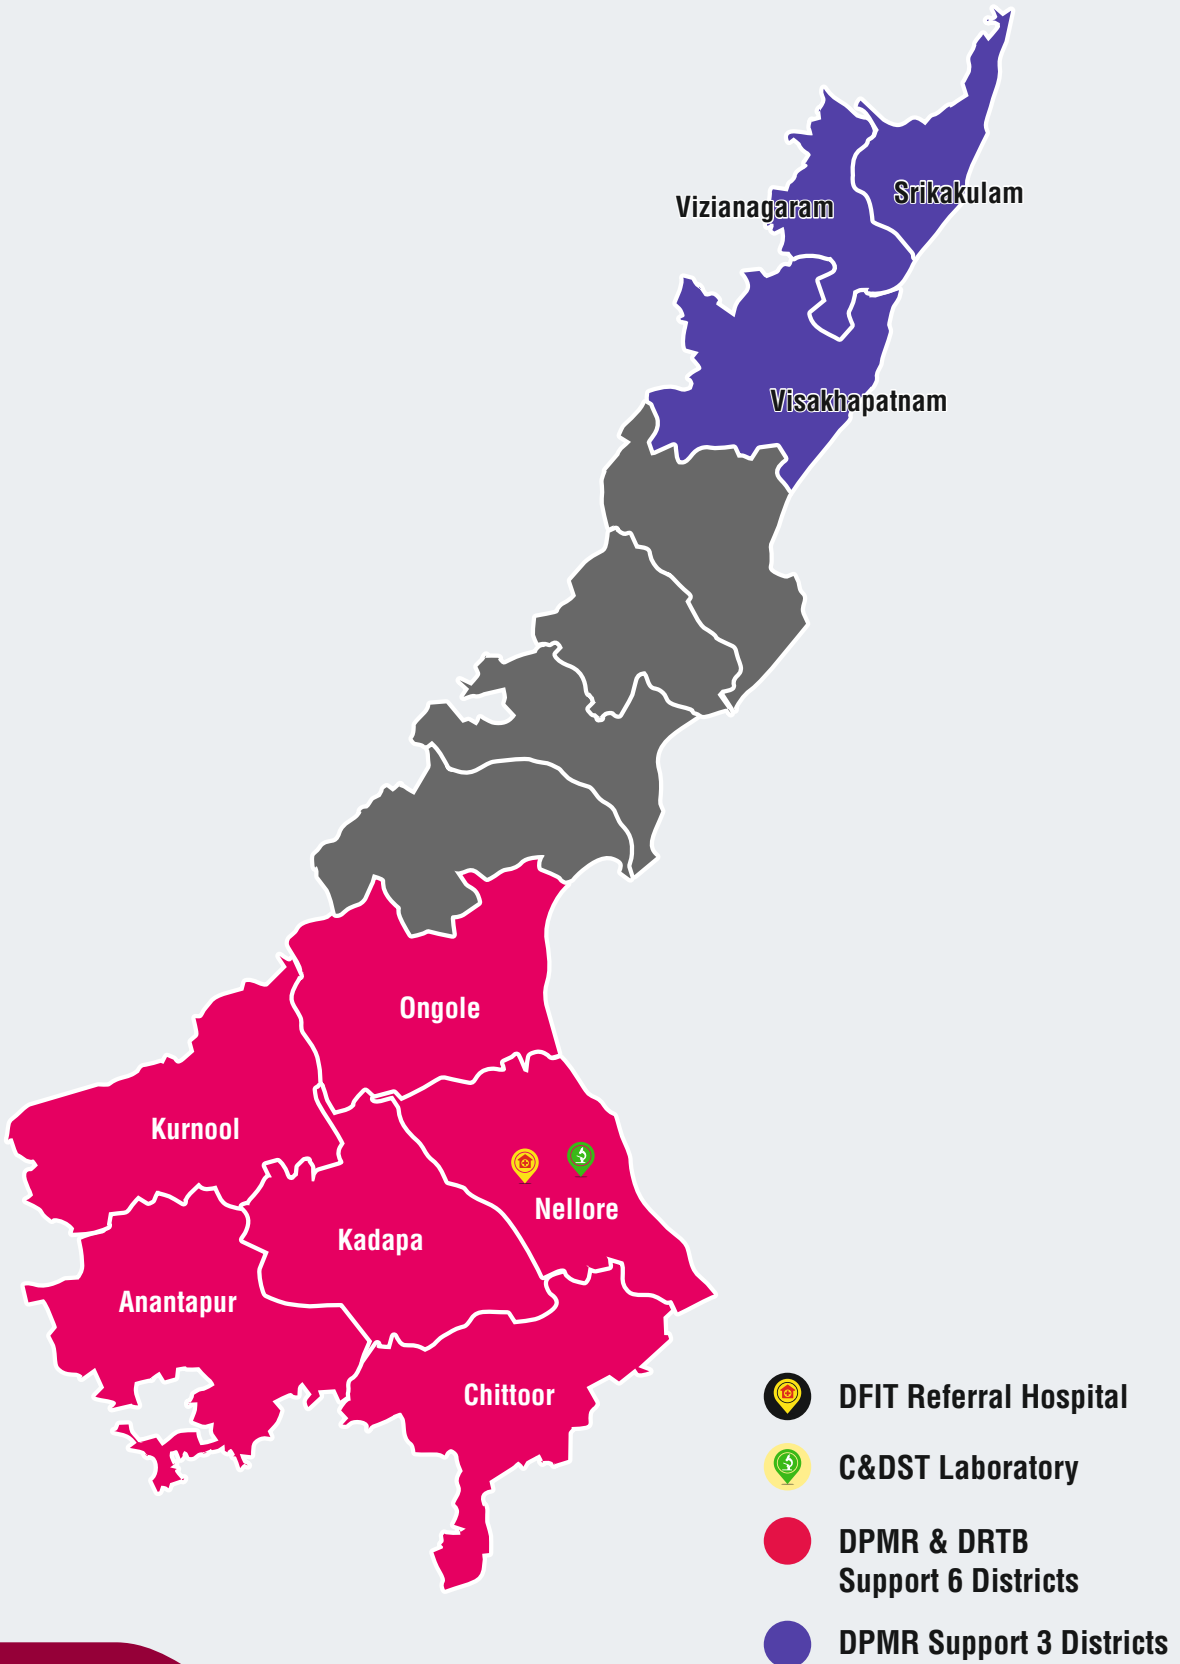 Srikakulam
Vizianagaram
Visakhapatnam
Ongole
Kurnool
Nellore
Kadapa
Anantapur
Chittoor
DFIT Referral Hospital
C&DST Laboratory
DPMR & DRTB
Support 6 Districts
DPMR Support 3 Districts